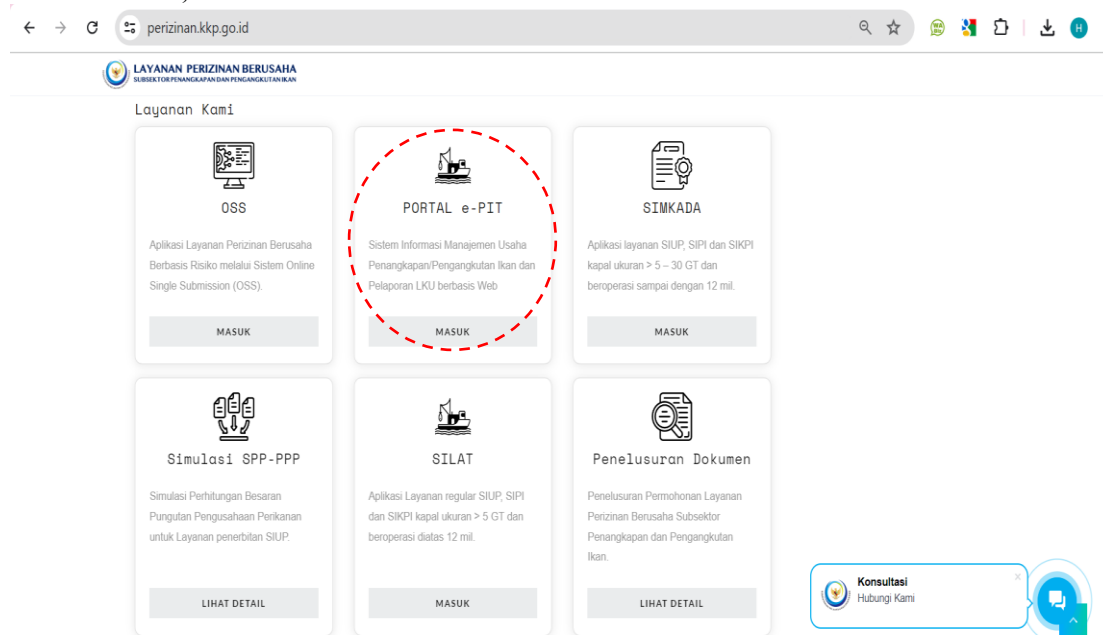 perizinan.kkp.go.id
H
LAYANAN PERIZINAN BERUSAHA
SUBSEKTOR PENANGKAPAN DAN PENGANGKUTAN IKAN
Layanan Kami
OSS
Aplikasi Layanan Perizinan Berusaha
Berbasis Risiko melalui Sistem Online
Single Submission (OSS).
MASUK
PORTAL e-PIT
Sistem Informasi Manajemen Usaha
Penangkapan/Pengangkutan Ikan dan
Pelaporan LKU berbasis Web
MASUK
SIMKADA
Aplikasi layanan SIUP, SIPI dan SIKPI
kapal ukuran > 5 – 30 GT dan
beroperasi sampai dengan 12 mil.
MASUK
Simulasi SPP-PPP
Simulasi Perhitungan Besaran
Pungutan Pengusahaan Perikanan
untuk Layanan penerbitan SIUP.
LIHAT DETAIL
SILAT
Aplikasi Layanan regular SIUP, SIPI
dan SIKPI kapal ukuran > 5 GT dan
beroperasi diatas 12 mil.
MASUK
Penelusuran Dokumen
Penelusuran Permohonan Layanan
Perizinan Berusaha Subsektor
Penangkapan dan Pengangkutan
Ikan.
LIHAT DETAIL
Konsultasi
Hubungi Kami